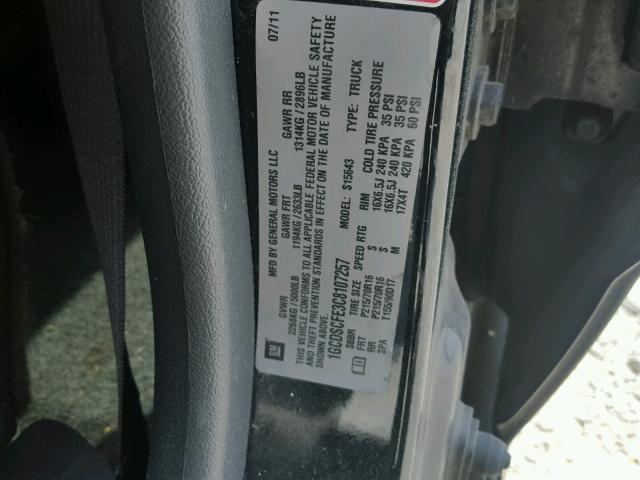 MFD BY GENERAL MOTORS LLC 07/11
GVWR GAWR FRT GAWR RR
2250KG / 5000LB 1194KG / 2633LB 1314KG / 2896LB
THIS VEHICLE CONFORMS TO ALL APPLICABLE FEDERAL MOTOR VEHICLE SAFETY
AND THEFT PREVENTION STANDARDS IN EFFECT ON THE DATE OF MANUFACTURE
SHOWN ABOVE.
GM 1GCDSCFE3C8107257 MODEL: S15643 TYPE: TRUCK
SBBR TIRE SIZE SPEED RTG RIM COLD TIRE PRESSURE
FRT P215/70R16 S 16X6.5J 240 KPA 35 PSI
RR P215/70R16 S 16X6.5J 240 KPA 35 PSI
SPA T155/90D17 M 17X4T 420 KPA 60 PSI